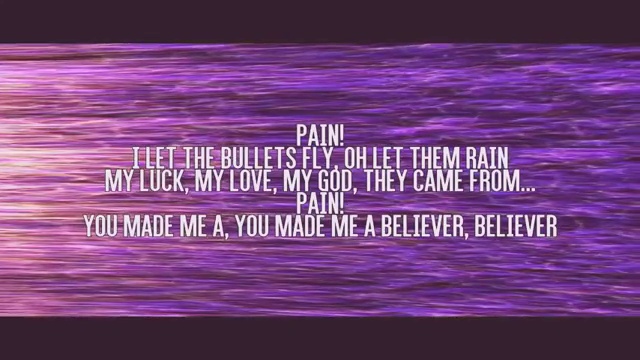 PAIN!
I LET THE BULLETS FLY, OH LET THEM RAIN
MY LUCK, MY LOVE, MY GOD, THEY CAME FROM...
PAIN!
YOU MADE ME A, YOU MADE ME A BELIEVER, BELIEVER